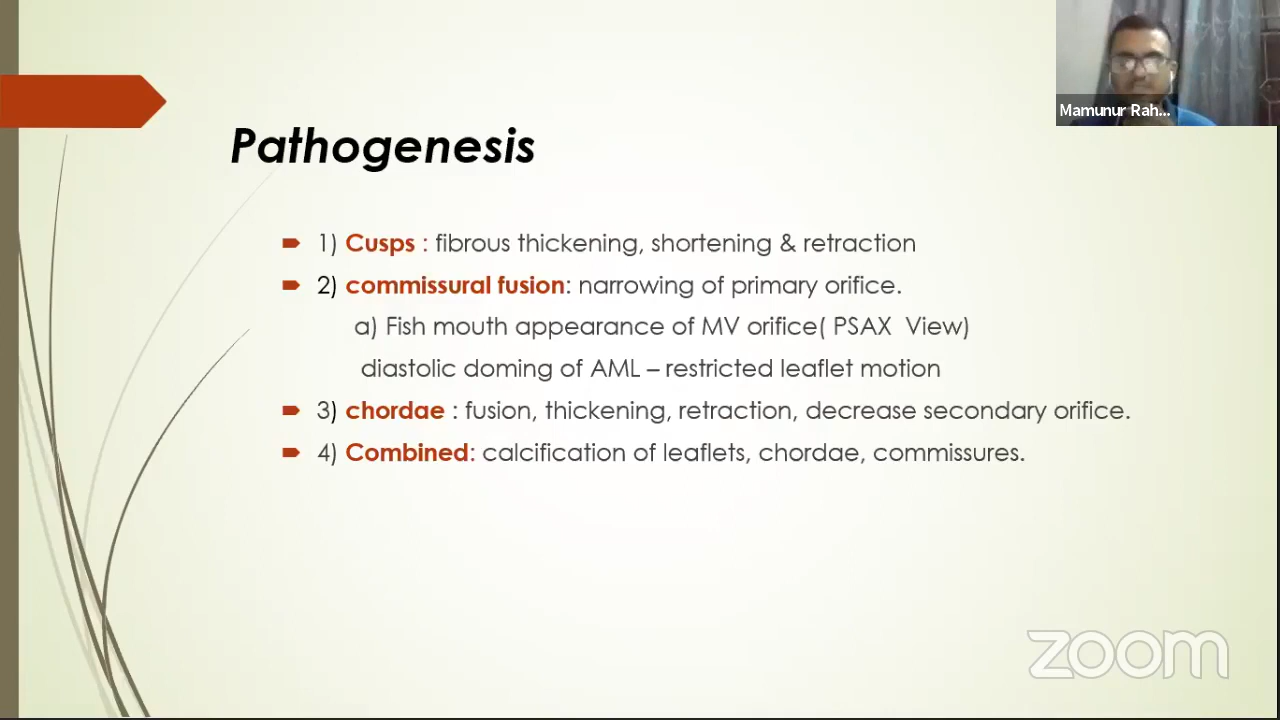 Mamunur Rah...
Pathogenesis
1) Cusps : fibrous thickening, shortening & retraction
2) commissural fusion: narrowing of primary orifice.
a) Fish mouth appearance of MV orifice( PSAX View)
diastolic doming of AML – restricted leaflet motion
3) chordae : fusion, thickening, retraction, decrease secondary orifice.
4) Combined: calcification of leaflets, chordae, commissures.
zoom